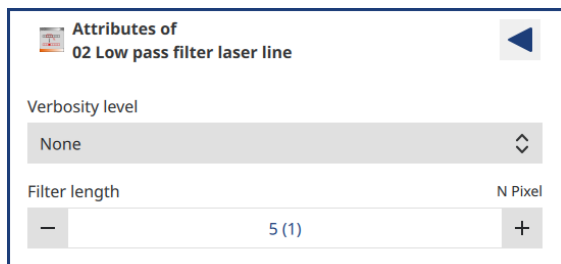 Attributes of
02 Low pass filter laser line
Verbosity level
None
Filter length N Pixel
− 5 (1) +